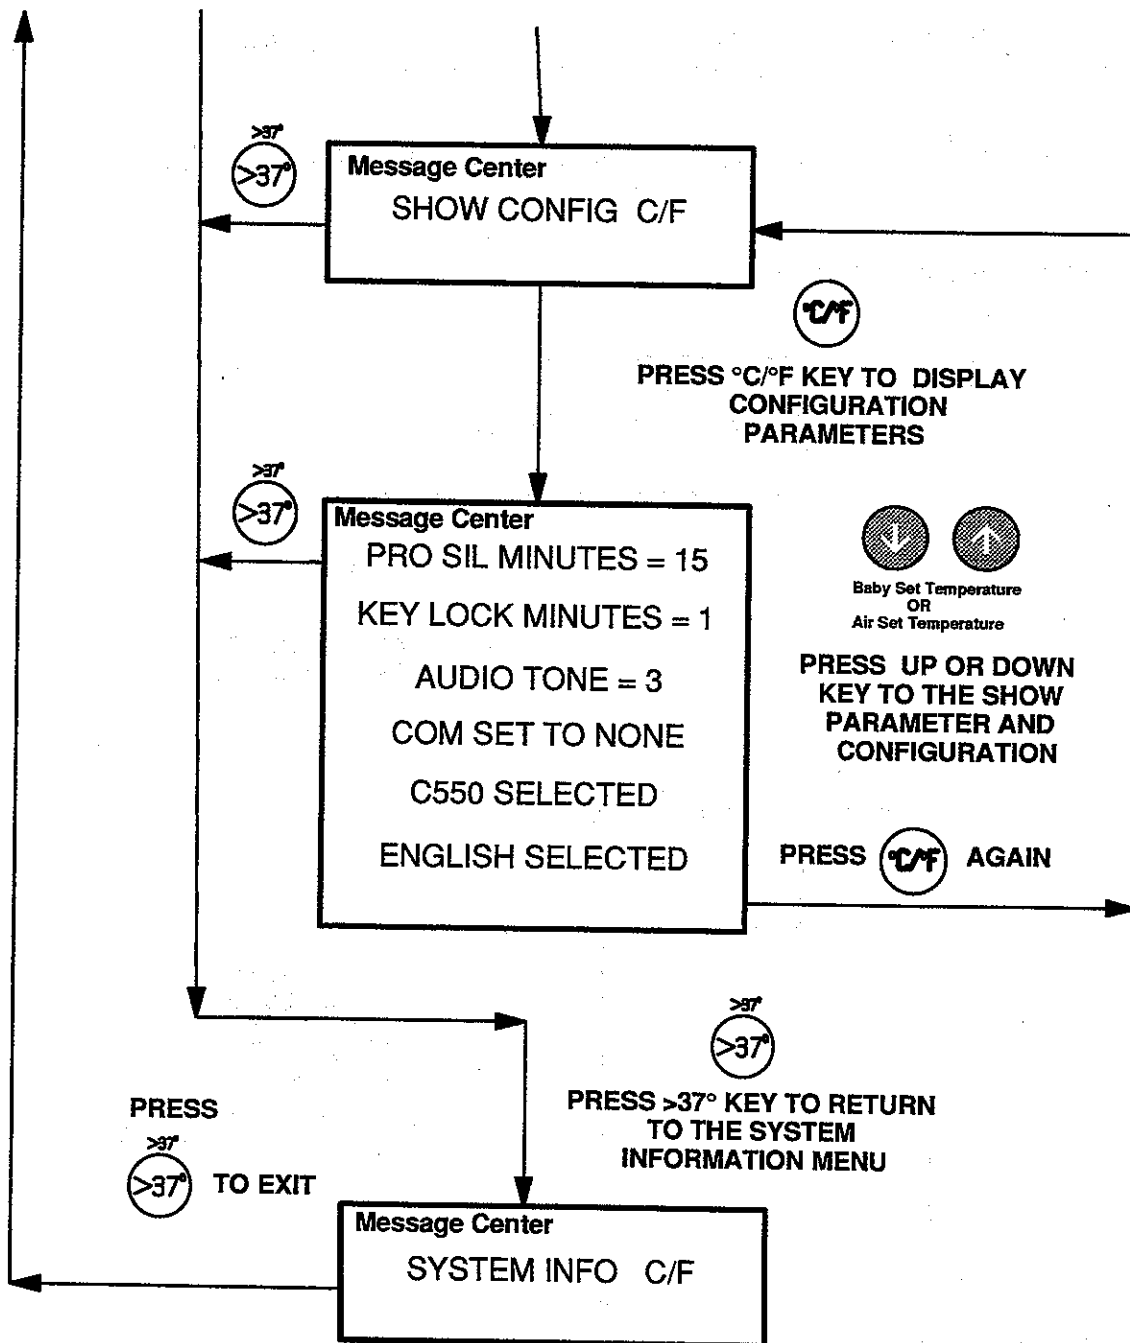 >37°
>37°
Message Center
SHOW CONFIG C/F
°C/°F
PRESS °C/°F KEY TO DISPLAY
CONFIGURATION
PARAMETERS
>37°
>37°
Message Center
PRO SIL MINUTES = 15
KEY LOCK MINUTES = 1
AUDIO TONE = 3
COM SET TO NONE
C550 SELECTED
ENGLISH SELECTED
Baby Set Temperature
OR
Air Set Temperature
PRESS UP OR DOWN
KEY TO THE SHOW
PARAMETER AND
CONFIGURATION
PRESS °C/°F AGAIN
>37°
>37°
PRESS >37° KEY TO RETURN
TO THE SYSTEM
INFORMATION MENU
PRESS
>37°
>37° TO EXIT
Message Center
SYSTEM INFO C/F